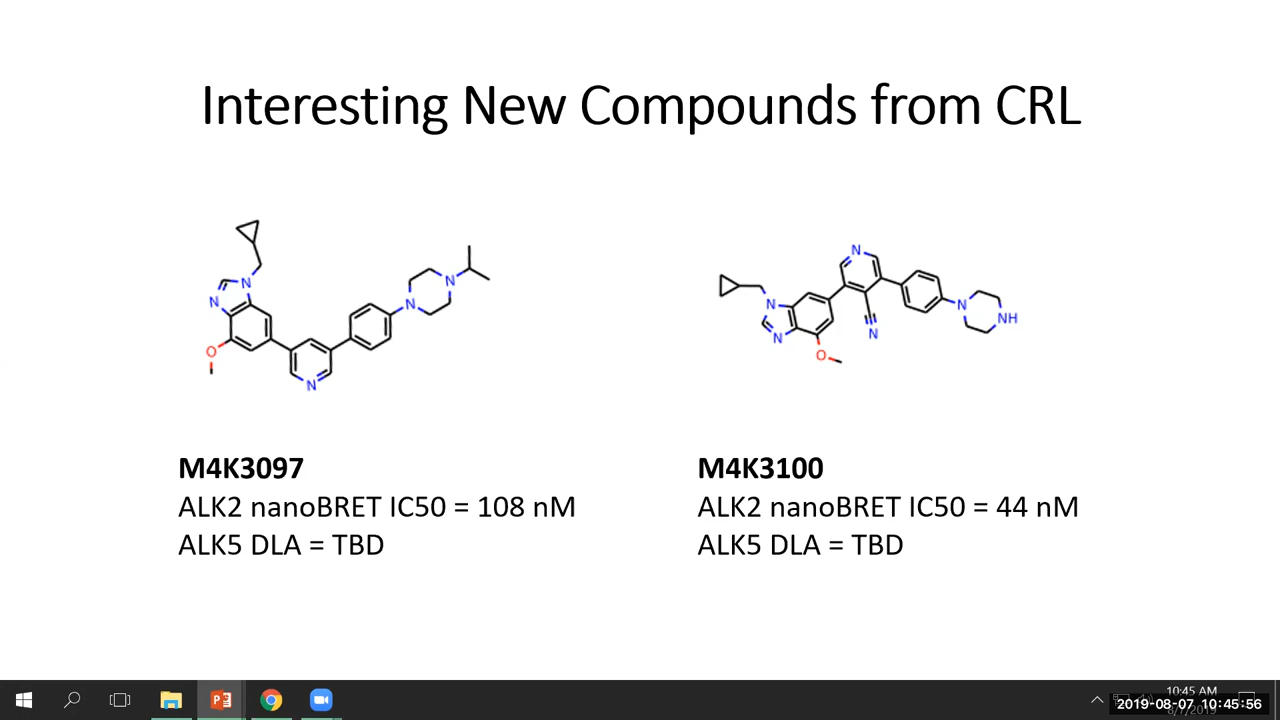 Interesting New Compounds from CRL
N
N
O
N
N
N
N
N
N
O
N
N
N
NH
M4K3097
ALK2 nanoBRET IC50 = 108 nM
ALK5 DLA = TBD
M4K3100
ALK2 nanoBRET IC50 = 44 nM
ALK5 DLA = TBD
10:45 AM
2019-08-07 10:45:56